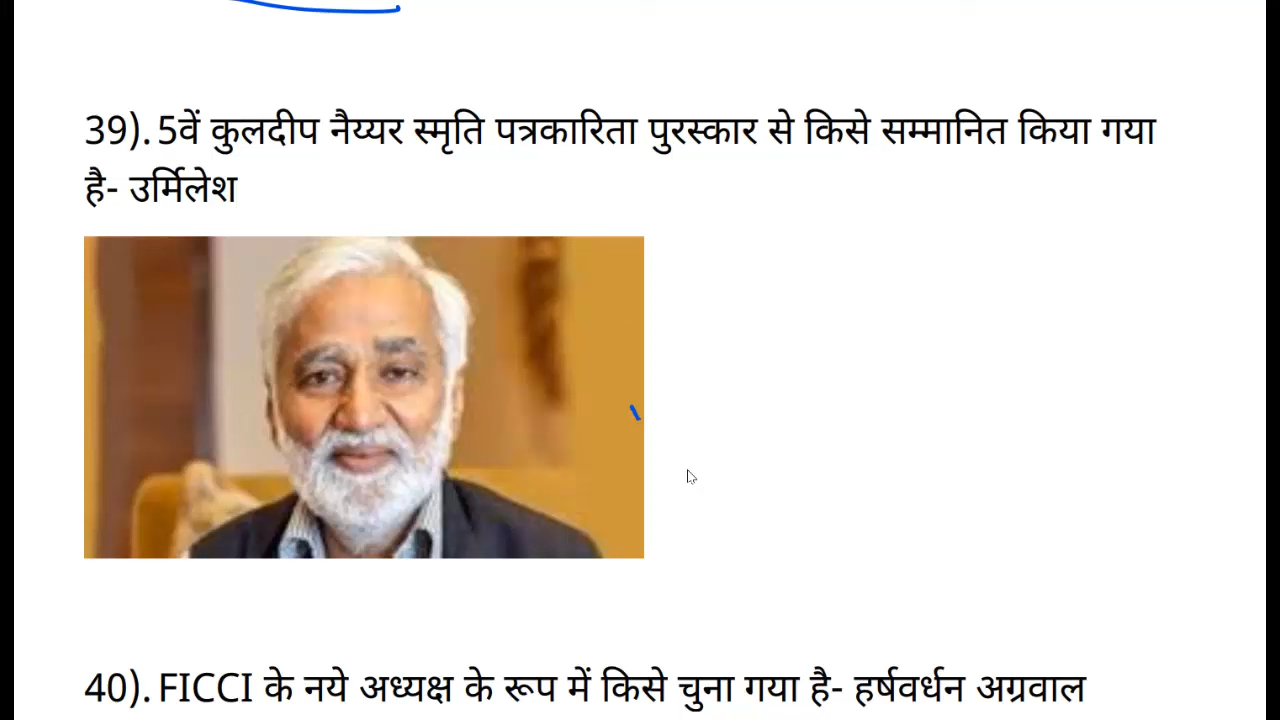 39). 5वें कुलदीप नैय्यर स्मृति पत्रकारिता पुरस्कार से किसे सम्मानित किया गया
है- उर्मिलेश
40). FICCI के नये अध्यक्ष के रूप में किसे चुना गया है- हर्षवर्धन अग्रवाल